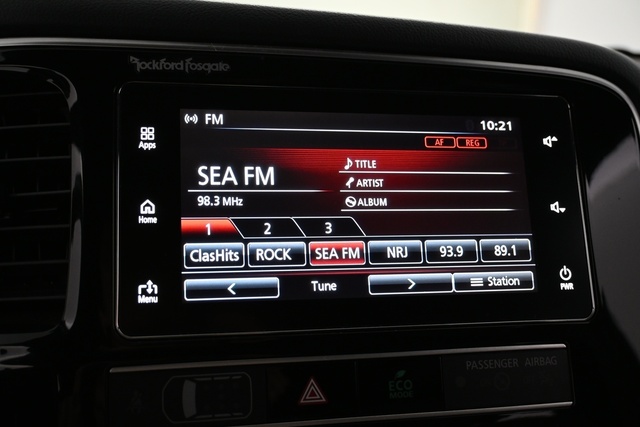 Rockford Fosgate
FM 10:21
Apps
AF REG
SEA FM
TITLE
ARTIST
98.3 MHz
ALBUM
Home
1 2 3
ClasHits ROCK SEA FM NRJ 93.9 89.1
< Tune > Station
Menu
PWR
PASSENGER AIRBAG
ECO
MODE